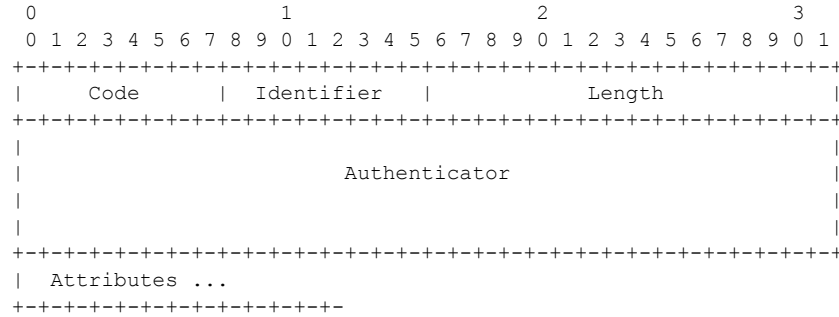 0                   1                   2                   3
 0 1 2 3 4 5 6 7 8 9 0 1 2 3 4 5 6 7 8 9 0 1 2 3 4 5 6 7 8 9 0 1
+-+-+-+-+-+-+-+-+-+-+-+-+-+-+-+-+-+-+-+-+-+-+-+-+-+-+-+-+-+-+-+-+
|     Code      |  Identifier   |            Length             |
+-+-+-+-+-+-+-+-+-+-+-+-+-+-+-+-+-+-+-+-+-+-+-+-+-+-+-+-+-+-+-+-+
|                                                               |
|                         Authenticator                         |
|                                                               |
|                                                               |
+-+-+-+-+-+-+-+-+-+-+-+-+-+-+-+-+-+-+-+-+-+-+-+-+-+-+-+-+-+-+-+-+
|  Attributes ...
+-+-+-+-+-+-+-+-+-+-+-+-+-